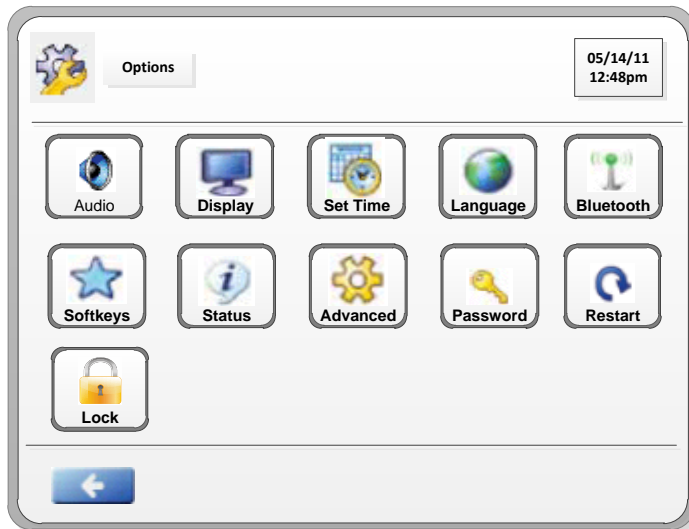 Options
05/14/11
12:48pm
Audio
Display
Set Time
Language
Bluetooth
Softkeys
Status
Advanced
Password
Restart
Lock